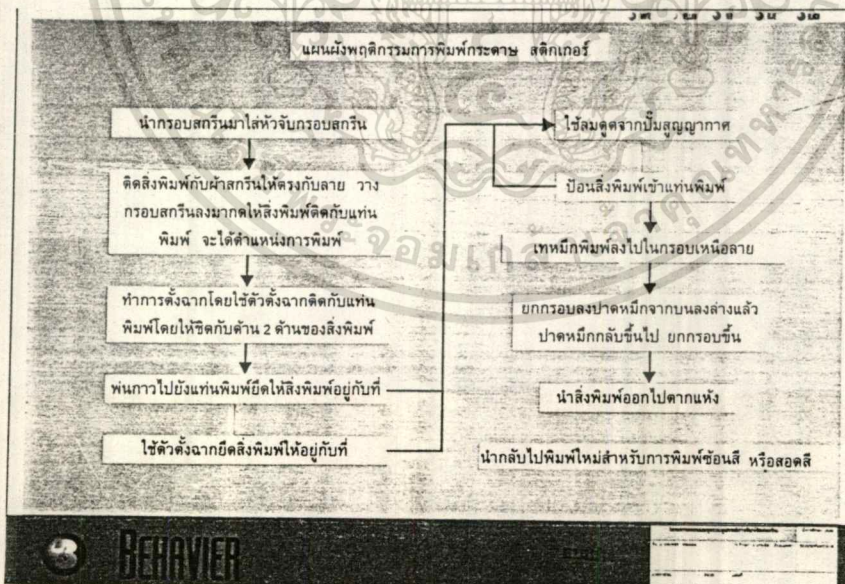 แผนผังพฤติกรรมการพิมพ์กระดาษ สติกเกอร์
นำกรอบสกรีนมาใส่หัวจับกรอบสกรีน
ติดสิ่งพิมพ์กับผ้าสกรีนให้ตรงกับลาย วาง
กรอบสกรีนลงมากดให้สิ่งพิมพ์ติดกับแท่น
พิมพ์ จะได้ตำแหน่งการพิมพ์
ทำการตั้งฉากโดยใช้ตัวตั้งฉากติดกับแท่น
พิมพ์โดยให้ชิดกับด้าน 2 ด้านของสิ่งพิมพ์
พ่นกาวไปยังแท่นพิมพ์ยึดให้สิ่งพิมพ์อยู่กับที่
ใช้ตัวตั้งฉากยึดสิ่งพิมพ์ให้อยู่กับที่
ใช้ลมดูดจากปั๊มสูญญากาศ
ป้อนสิ่งพิมพ์เข้าแท่นพิมพ์
เทหมึกพิมพ์ลงไปในกรอบเหนือลาย
ยกกรอบลงปาดหมึกจากบนลงล่างแล้ว
ปาดหมึกกลับขึ้นไป ยกกรอบขึ้น
นำสิ่งพิมพ์ออกไปตากแห้ง
นำกลับไปพิมพ์ใหม่สำหรับการพิมพ์ซ้อนสี หรือสอดสี
BEHAVIER